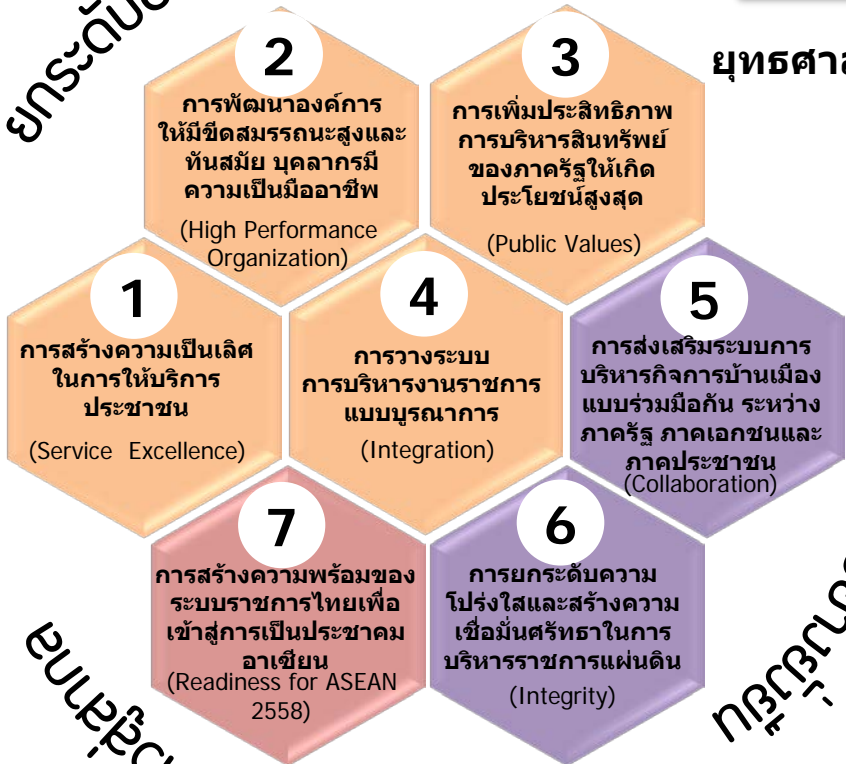 ยกระดับ
2
การพัฒนาองค์การ
ให้มีขีดสมรรถนะสูงและ
ทันสมัย บุคลากรมี
ความเป็นมืออาชีพ
(High Performance
Organization)
3
การเพิ่มประสิทธิภาพ
การบริหารสินทรัพย์
ของภาครัฐให้เกิด
ประโยชน์สูงสุด
(Public Values)
1
การสร้างความเป็นเลิศ
ในการให้บริการ
ประชาชน
(Service Excellence)
4
การวางระบบ
การบริหารงานราชการ
แบบบูรณาการ
(Integration)
5
การส่งเสริมระบบการ
บริหารกิจการบ้านเมือง
แบบร่วมมือกัน ระหว่าง
ภาครัฐ ภาคเอกชนและ
ภาคประชาชน
(Collaboration)
7
การสร้างความพร้อมของ
ระบบราชการไทยเพื่อ
เข้าสู่การเป็นประชาคม
อาเซียน
(Readiness for ASEAN
2558)
6
การยกระดับความ
โปร่งใสและสร้างความ
เชื่อมั่นศรัทธาในการ
บริหารราชการแผ่นดิน
(Integrity)